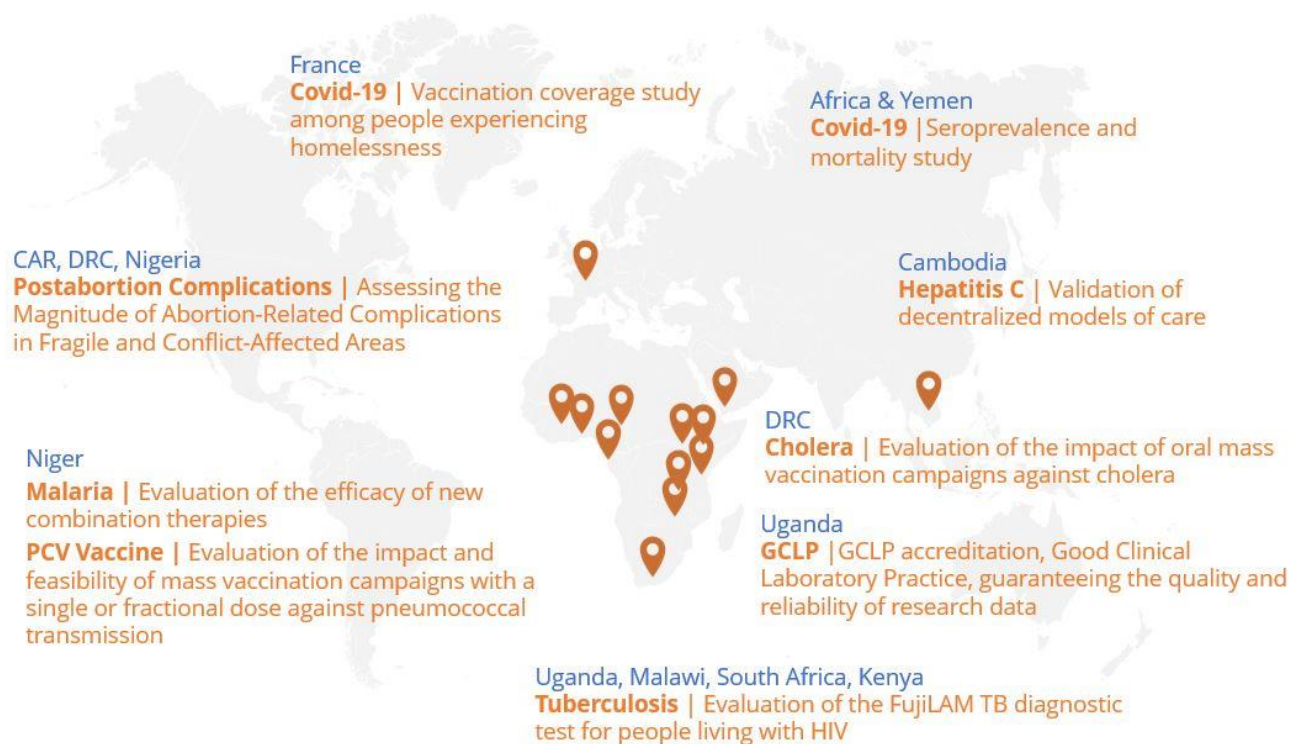 France
Covid-19 | Vaccination coverage study
among people experiencing
homelessness
Africa & Yemen
Covid-19 |Seroprevalence and
mortality study
CAR, DRC, Nigeria
Postabortion Complications | Assessing the
Magnitude of Abortion-Related Complications
in Fragile and Conflict-Affected Areas
Cambodia
Hepatitis C | Validation of
decentralized models of care
Niger
Malaria | Evaluation of the efficacy of new
combination therapies
PCV Vaccine | Evaluation of the impact and
feasibility of mass vaccination campaigns with a
single or fractional dose against pneumococcal
transmission
DRC
Cholera | Evaluation of the impact of oral mass
vaccination campaigns against cholera
Uganda
GCLP |GCLP accreditation, Good Clinical
Laboratory Practice, guaranteeing the quality and
reliability of research data
Uganda, Malawi, South Africa, Kenya
Tuberculosis | Evaluation of the FujiLAM TB diagnostic
test for people living with HIV